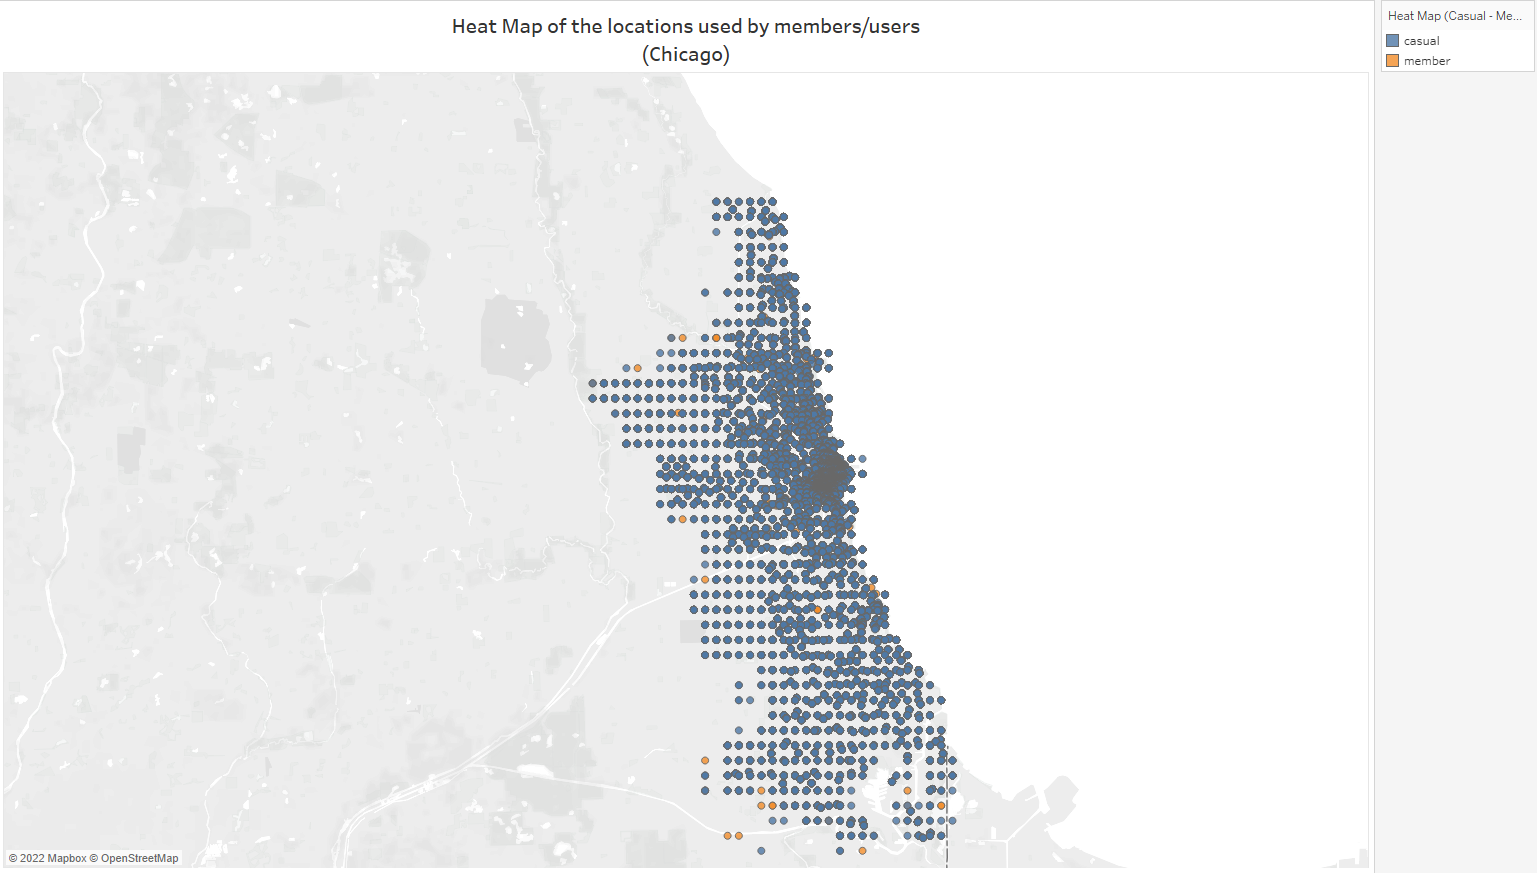 Heat Map of the locations used by members/users
(Chicago)
Heat Map (Casual - Me...
casual
member
© 2022 Mapbox © OpenStreetMap